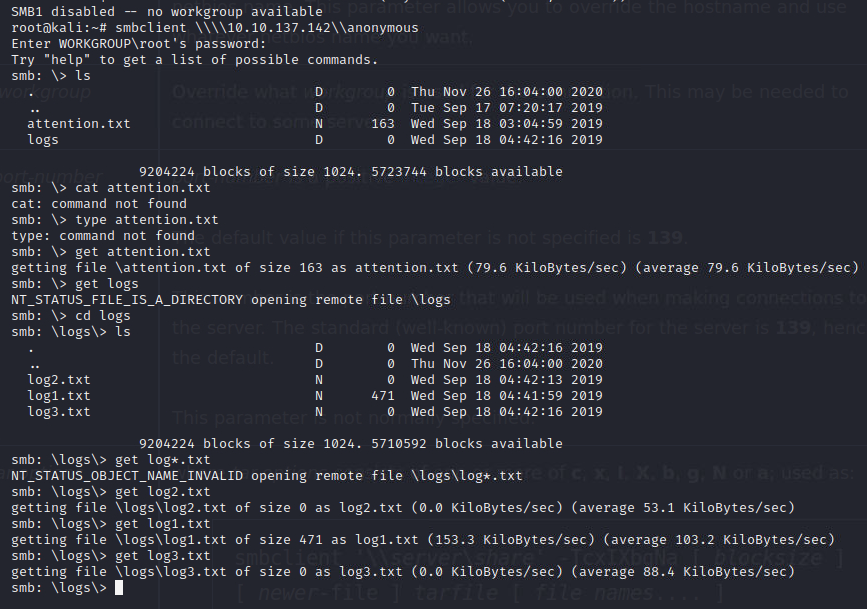 SMB1 disabled -- no workgroup available
root@kali:~# smbclient \\\\10.10.137.142\\anonymous
Enter WORKGROUP\root's password:
Try "help" to get a list of possible commands.
smb: \> ls
  .                                   D        0  Thu Nov 26 16:04:00 2020
  ..                                  D        0  Tue Sep 17 07:20:17 2019
  attention.txt                       N      163  Wed Sep 18 03:04:59 2019
  logs                                D        0  Wed Sep 18 04:42:16 2019
                9204224 blocks of size 1024. 5723744 blocks available
smb: \> cat attention.txt
cat: command not found
smb: \> type attention.txt
type: command not found
smb: \> get attention.txt
getting file \attention.txt of size 163 as attention.txt (79.6 KiloBytes/sec) (average 79.6 KiloBytes/sec)
smb: \> get logs
NT_STATUS_FILE_IS_A_DIRECTORY opening remote file \logs
smb: \> cd logs
smb: \logs\> ls
  .                                   D        0  Wed Sep 18 04:42:16 2019
  ..                                  D        0  Thu Nov 26 16:04:00 2020
  log2.txt                            N        0  Wed Sep 18 04:42:13 2019
  log1.txt                            N      471  Wed Sep 18 04:41:59 2019
  log3.txt                            N        0  Wed Sep 18 04:42:16 2019
                9204224 blocks of size 1024. 5710592 blocks available
smb: \logs\> get log*.txt
NT_STATUS_OBJECT_NAME_INVALID opening remote file \logs\log*.txt
smb: \logs\> get log2.txt
getting file \logs\log2.txt of size 0 as log2.txt (0.0 KiloBytes/sec) (average 53.1 KiloBytes/sec)
smb: \logs\> get log1.txt
getting file \logs\log1.txt of size 471 as log1.txt (153.3 KiloBytes/sec) (average 103.2 KiloBytes/sec)
smb: \logs\> get log3.txt
getting file \logs\log3.txt of size 0 as log3.txt (0.0 KiloBytes/sec) (average 88.4 KiloBytes/sec)
smb: \logs\>